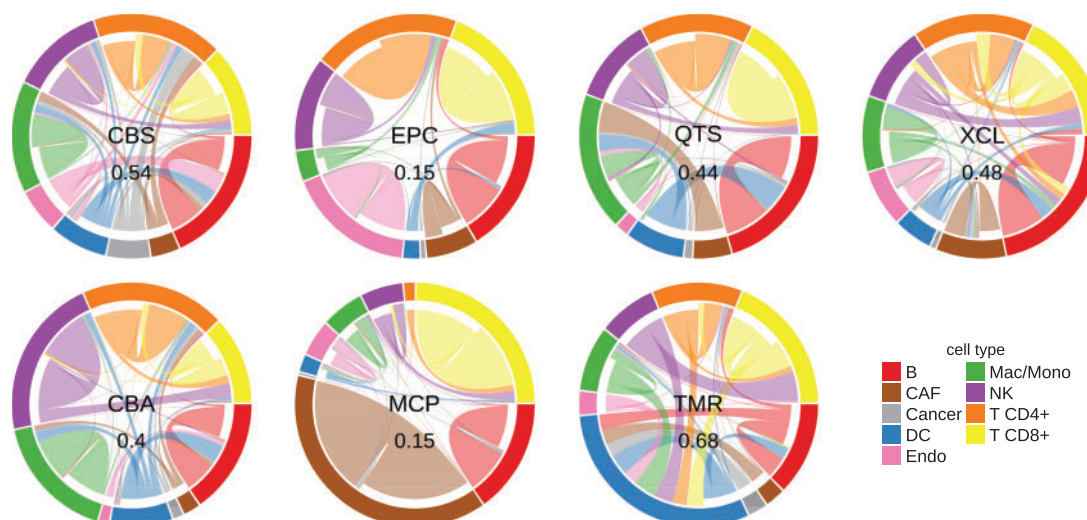 CBS
0.54
EPC
0.15
QTS
0.44
XCL
0.48
CBA
0.4
MCP
0.15
TMR
0.68
cell type
B
CAF
Cancer
DC
Endo
Mac/Mono
NK
T CD4+
T CD8+